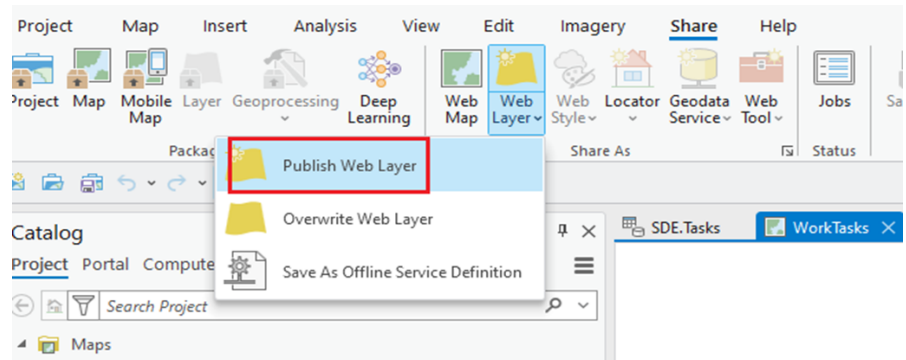 Project Map Insert Analysis View Edit Imagery Share Help
Project Map Mobile Map Layer Geoprocessing Deep Learning Web Map Web Layer Web Style Locator Geodata Service Web Tool Jobs
Share As Status
Publish Web Layer
Overwrite Web Layer
Save As Offline Service Definition
Catalog
Project Portal
Search Project
Maps
SDE.Tasks WorkTasks